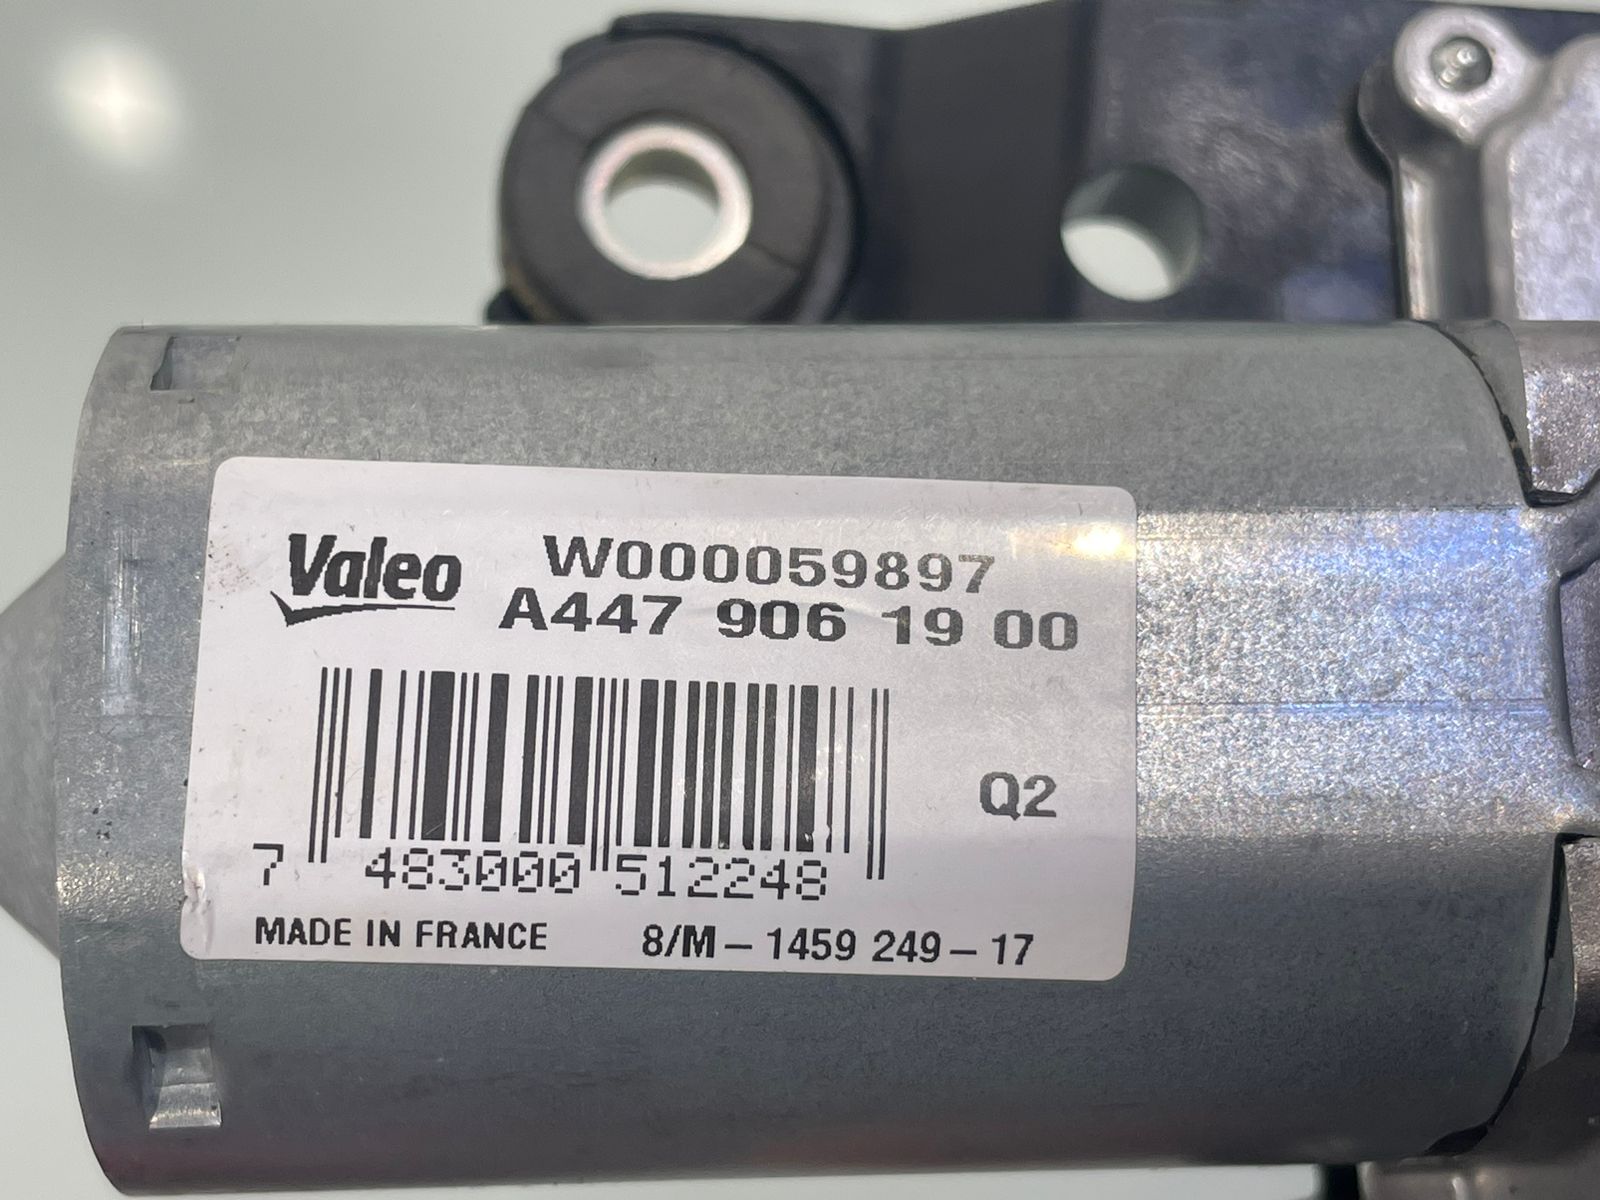 Valeo
W000059897
A447 906 19 00
Q2
7 483000 512248
MADE IN FRANCE 8/M – 1459 249 – 17